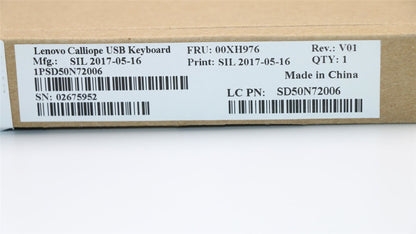 Lenovo Calliope USB Keyboard FRU: 00XH976 Rev.: V01
Mfg.: SIL 2017-05-16 Print: SIL 2017-05-16 QTY: 1
1PSD50N72006 Made in China
SN: 02675952 LC PN: SD50N72006